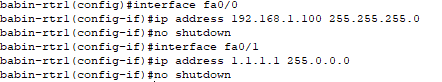 babin-rtr1(config)#interface fa0/0
babin-rtr1(config-if)#ip address 192.168.1.100 255.255.255.0
babin-rtr1(config-if)#no shutdown
babin-rtr1(config-if)#interface fa0/1
babin-rtr1(config-if)#ip address 1.1.1.1 255.0.0.0
babin-rtr1(config-if)#no shutdown